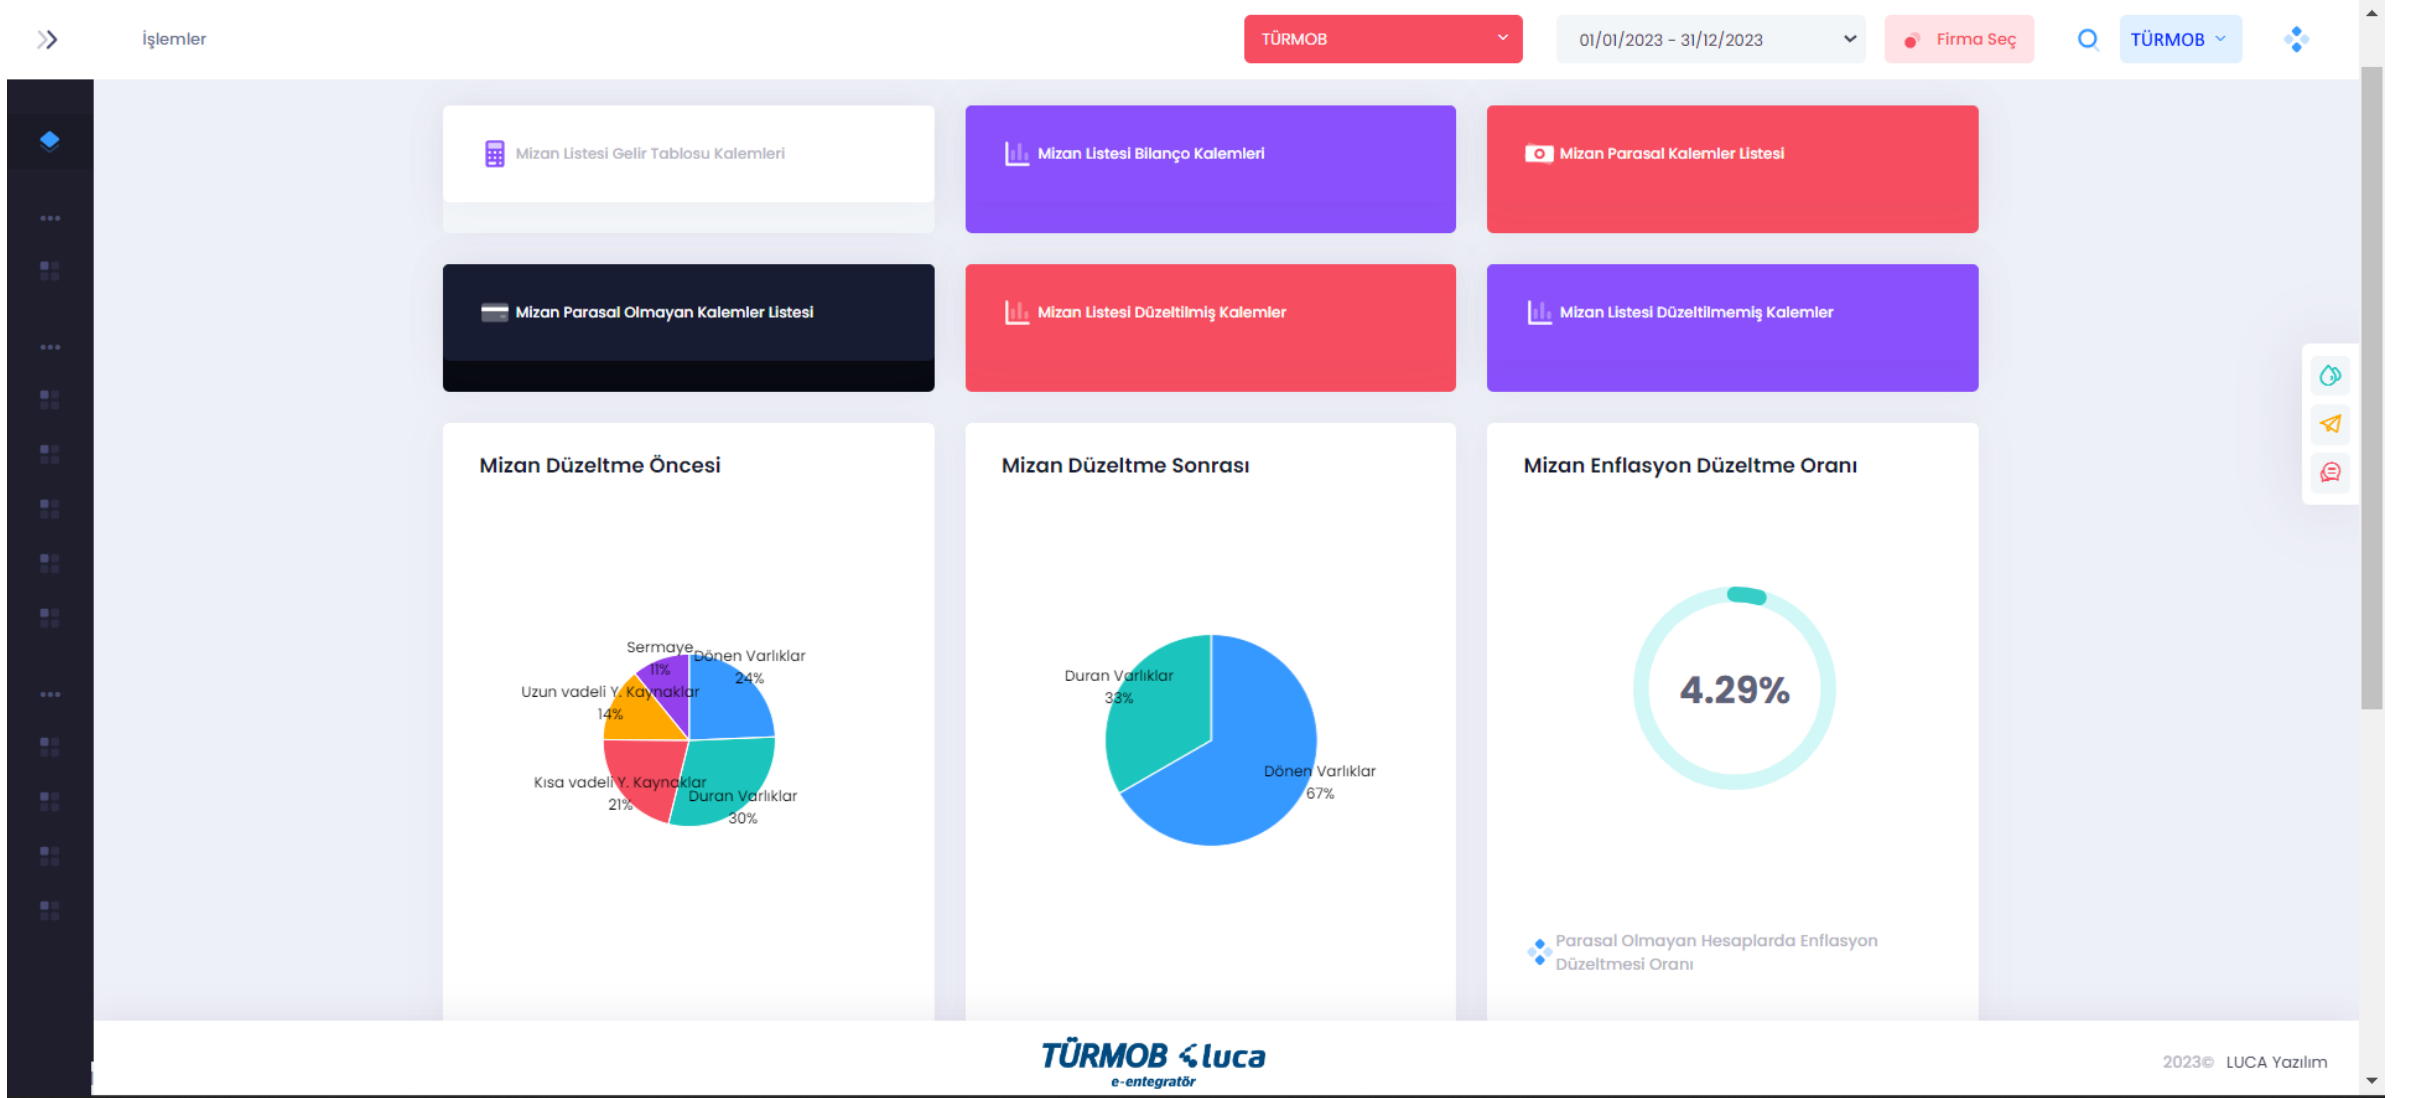 İşlemler
TÜRMOB
01/01/2023 - 31/12/2023
Firma Seç
TÜRMOB
Mizan Listesi Gelir Tablosu Kalemleri
Mizan Listesi Bilanço Kalemleri
Mizan Parasal Kalemler Listesi
Mizan Parasal Olmayan Kalemler Listesi
Mizan Listesi Düzeltilmiş Kalemler
Mizan Listesi Düzeltilmemiş Kalemler
Mizan Düzeltme Öncesi
Sermaye
11%
Dönen Varlıklar
24%
Uzun vadeli Y. Kaynaklar
14%
Kısa vadeli Y. Kaynaklar
21%
Duran Varlıklar
30%
Mizan Düzeltme Sonrası
Duran Varlıklar
33%
Dönen Varlıklar
67%
Mizan Enflasyon Düzeltme Oranı
4.29%
Parasal Olmayan Hesaplarda Enflasyon
Düzeltmesi Oranı
TÜRMOB luca
e-entegratör
2023© LUCA Yazılım